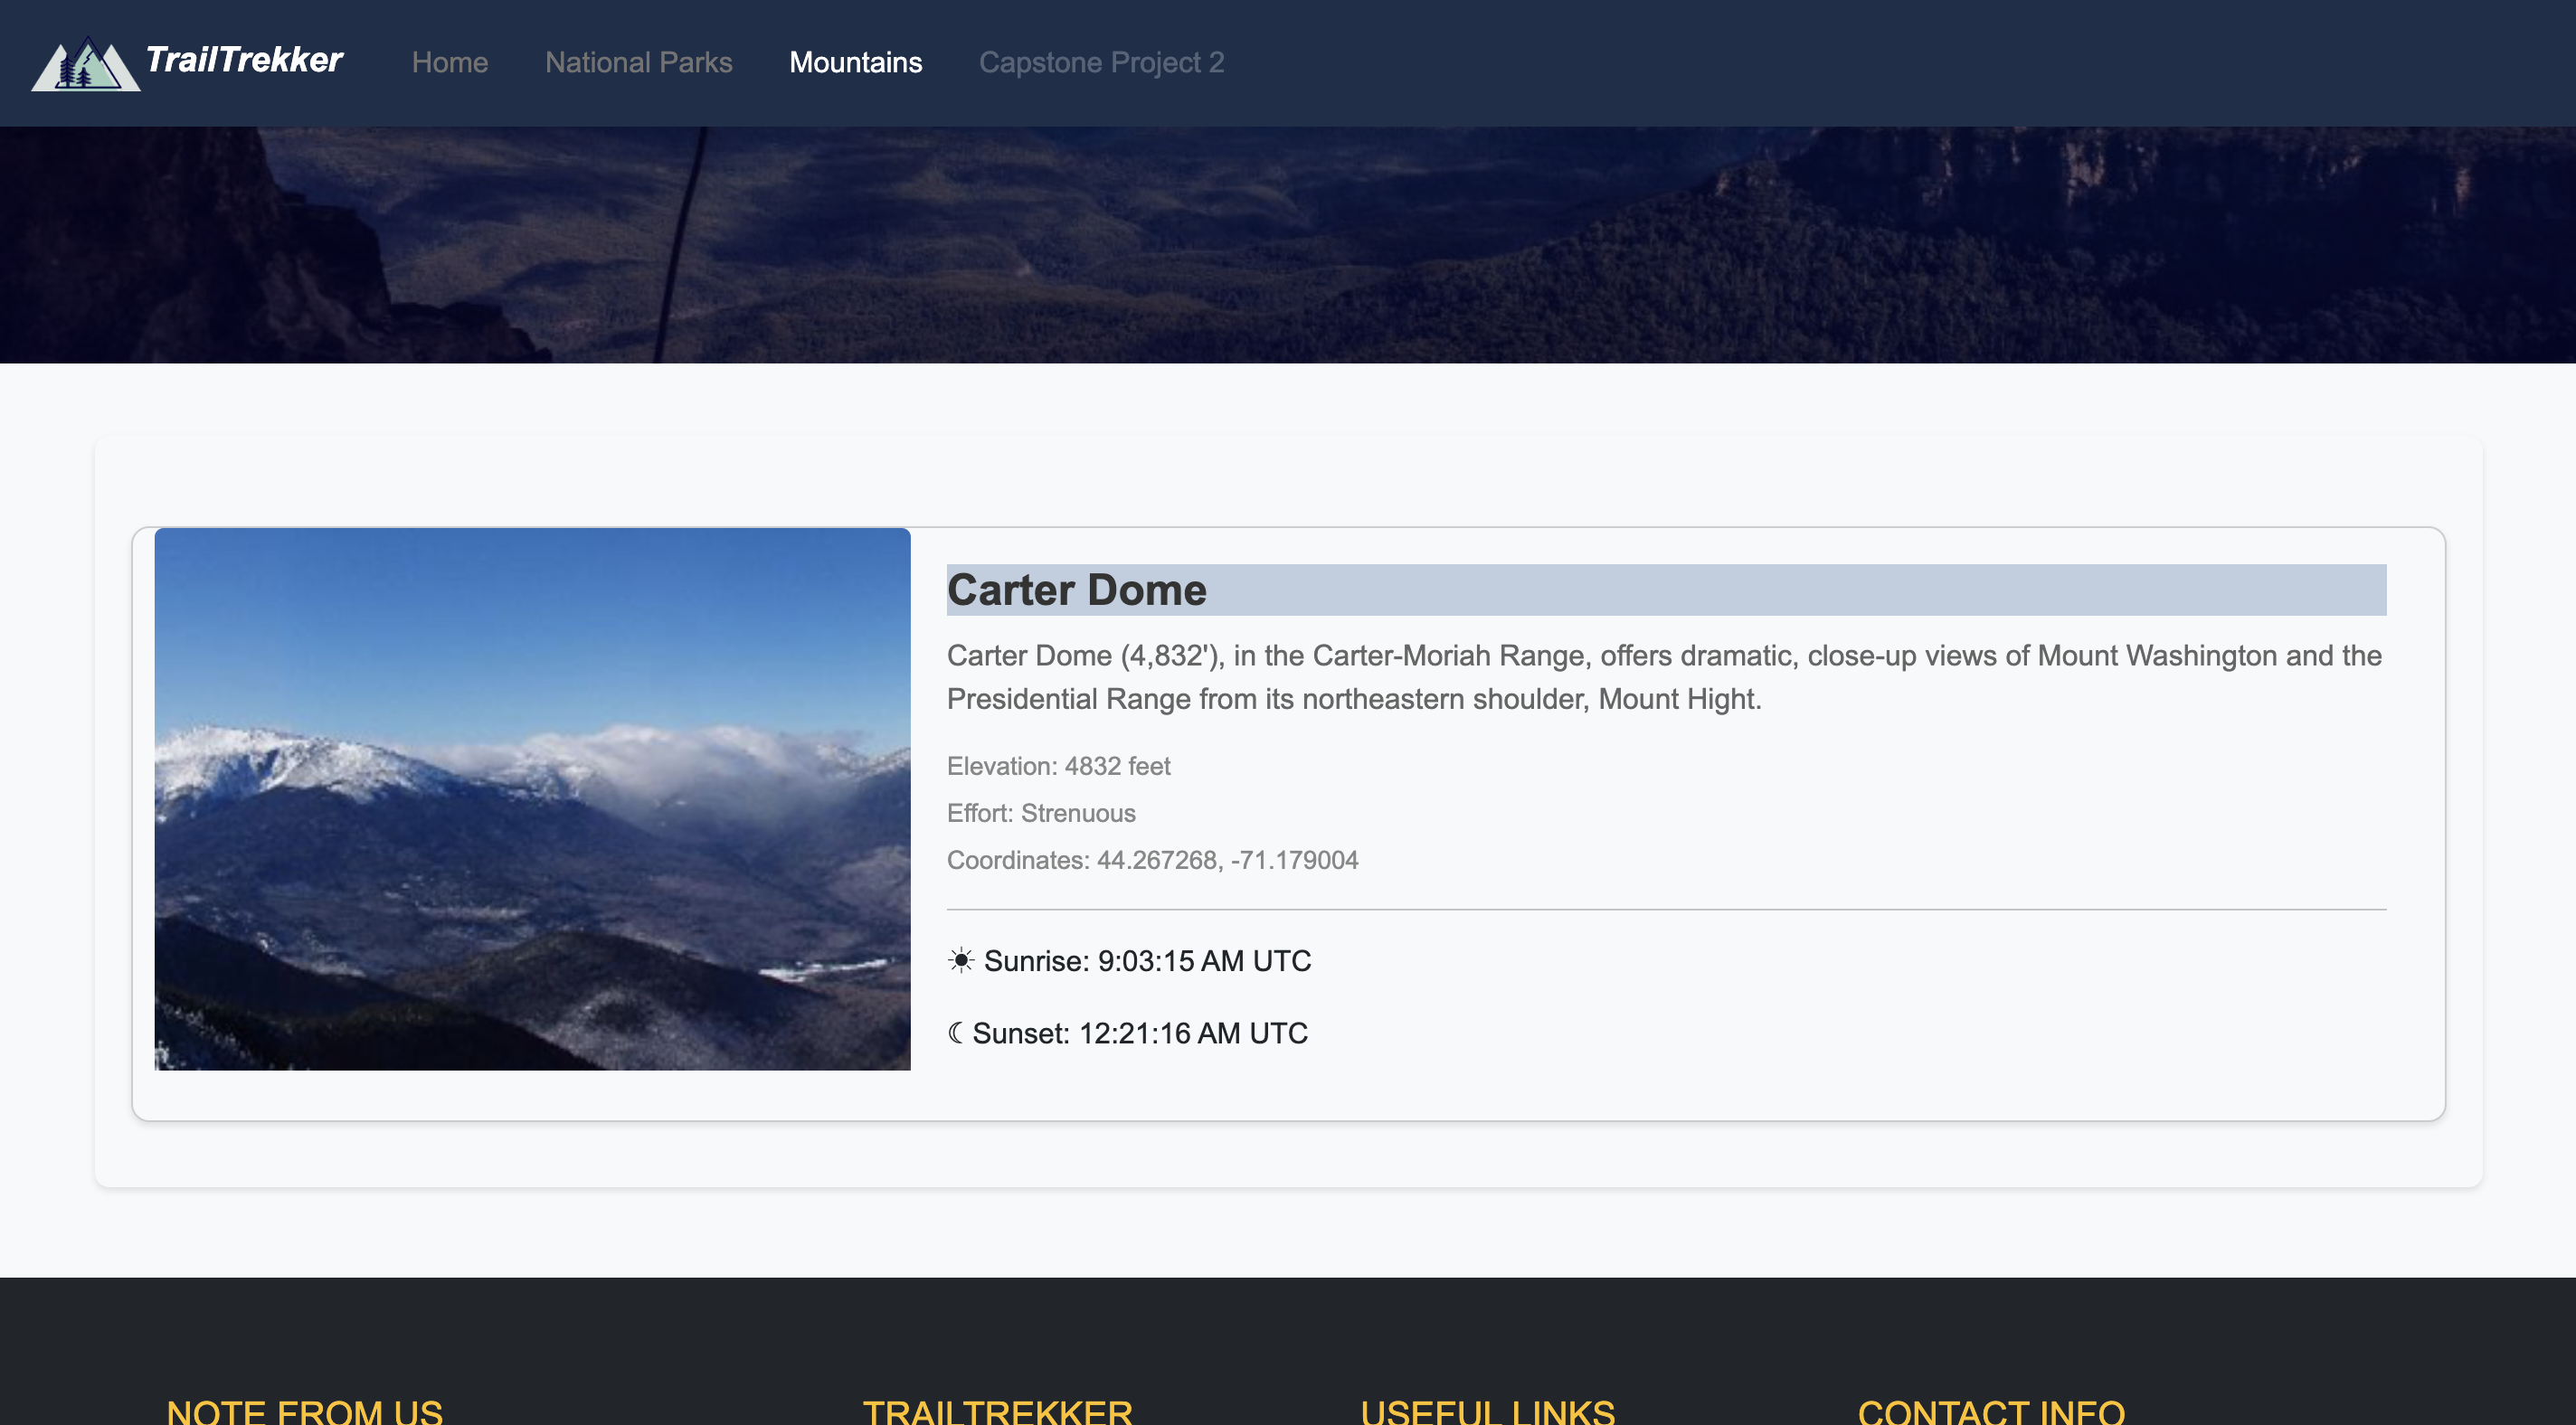 TrailTrekker
Home
National Parks
Mountains
Capstone Project 2
Carter Dome
Carter Dome (4,832'), in the Carter-Moriah Range, offers dramatic, close-up views of Mount Washington and the
Presidential Range from its northeastern shoulder, Mount Hight.
Elevation: 4832 feet
Effort: Strenuous
Coordinates: 44.267268, -71.179004
Sunrise: 9:03:15 AM UTC
Sunset: 12:21:16 AM UTC
NOTE FROM US
TRAILTREKKER
USEFUL LINKS
CONTACT INFO